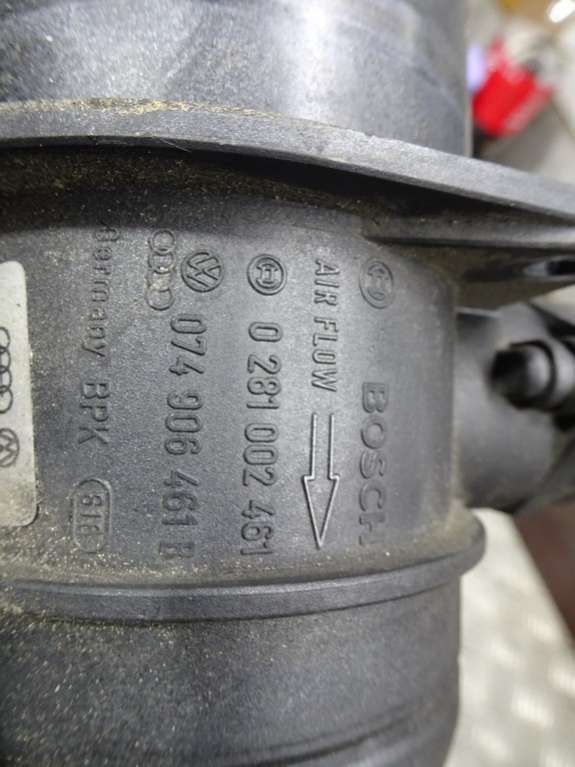 BOSCH
AIR FLOW
0 281 002 461
074 906 461 B
Germany BPK